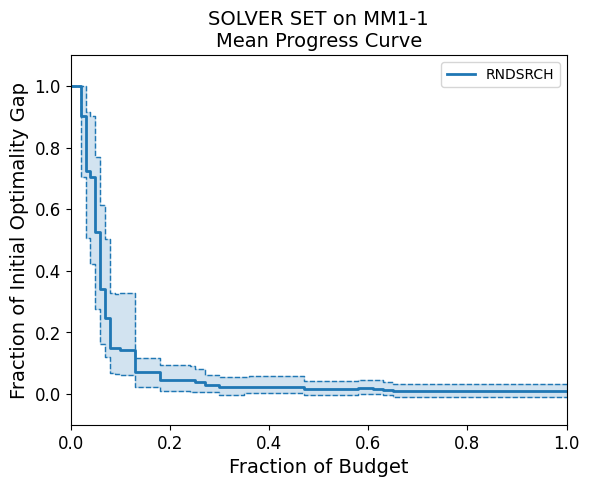 SOLVER SET on MM1-1
Mean Progress Curve
RNDSRCH
Fraction of Initial Optimality Gap
1.0
0.8
0.6
0.4
0.2
0.0
0.0 0.2 0.4 0.6 0.8 1.0
Fraction of Budget